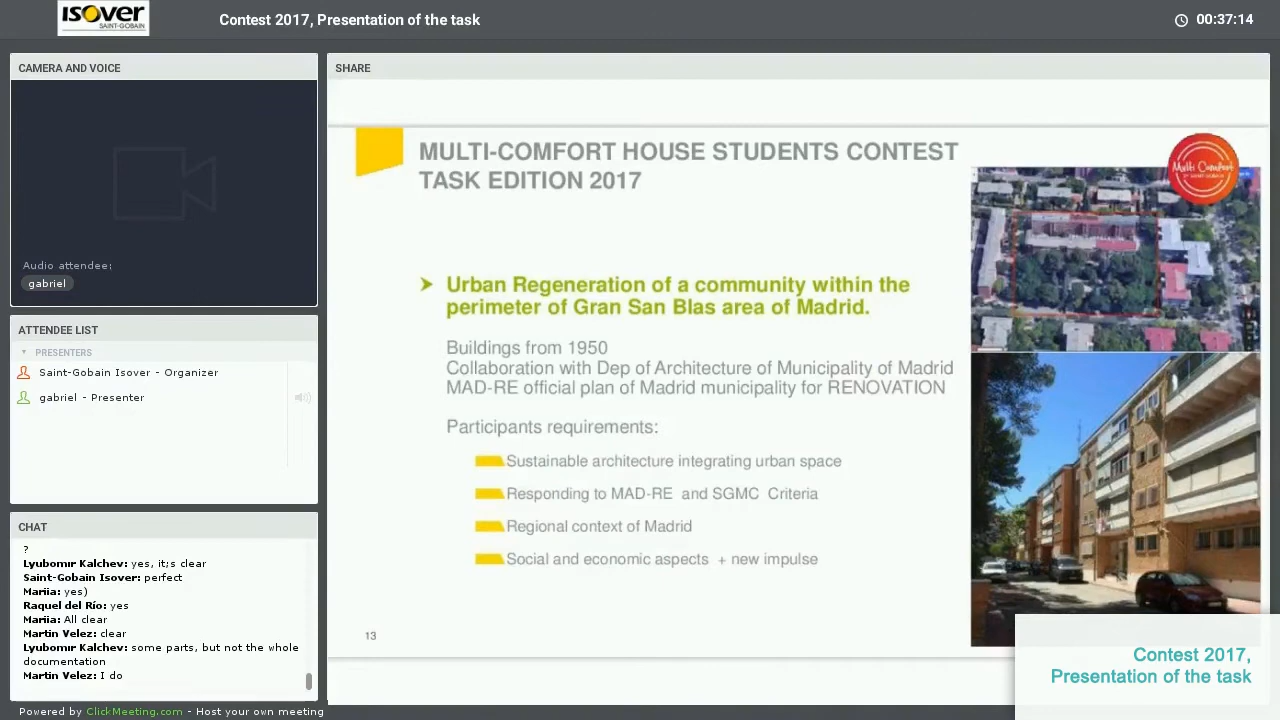 isover
SAINT-GOBAIN
Contest 2017, Presentation of the task
00:37:14
CAMERA AND VOICE
Audio attendee:
gabriel
ATTENDEE LIST
PRESENTERS
Saint-Gobain Isover - Organizer
gabriel - Presenter
CHAT
?
Lyubomir Kalchev: yes, it;s clear
Saint-Gobain Isover: perfect
Mariia: yes)
Raquel del Río: yes
Mariia: All clear
Martin Velez: clear
Lyubomir Kalchev: some parts, but not the whole
documentation
Martin Velez: I do
Powered by ClickMeeting.com - Host your own meeting
SHARE
MULTI-COMFORT HOUSE STUDENTS CONTEST
TASK EDITION 2017
Multi Comfort
Urban Regeneration of a community within the
perimeter of Gran San Blas area of Madrid.
Buildings from 1950
Collaboration with Dep of Architecture of Municipality of Madrid
MAD-RE official plan of Madrid municipality for RENOVATION
Participants requirements:
Sustainable architecture integrating urban space
Responding to MAD-RE and SGMC Criteria
Regional context of Madrid
Social and economic aspects + new impulse
13
Contest 2017,
Presentation of the task